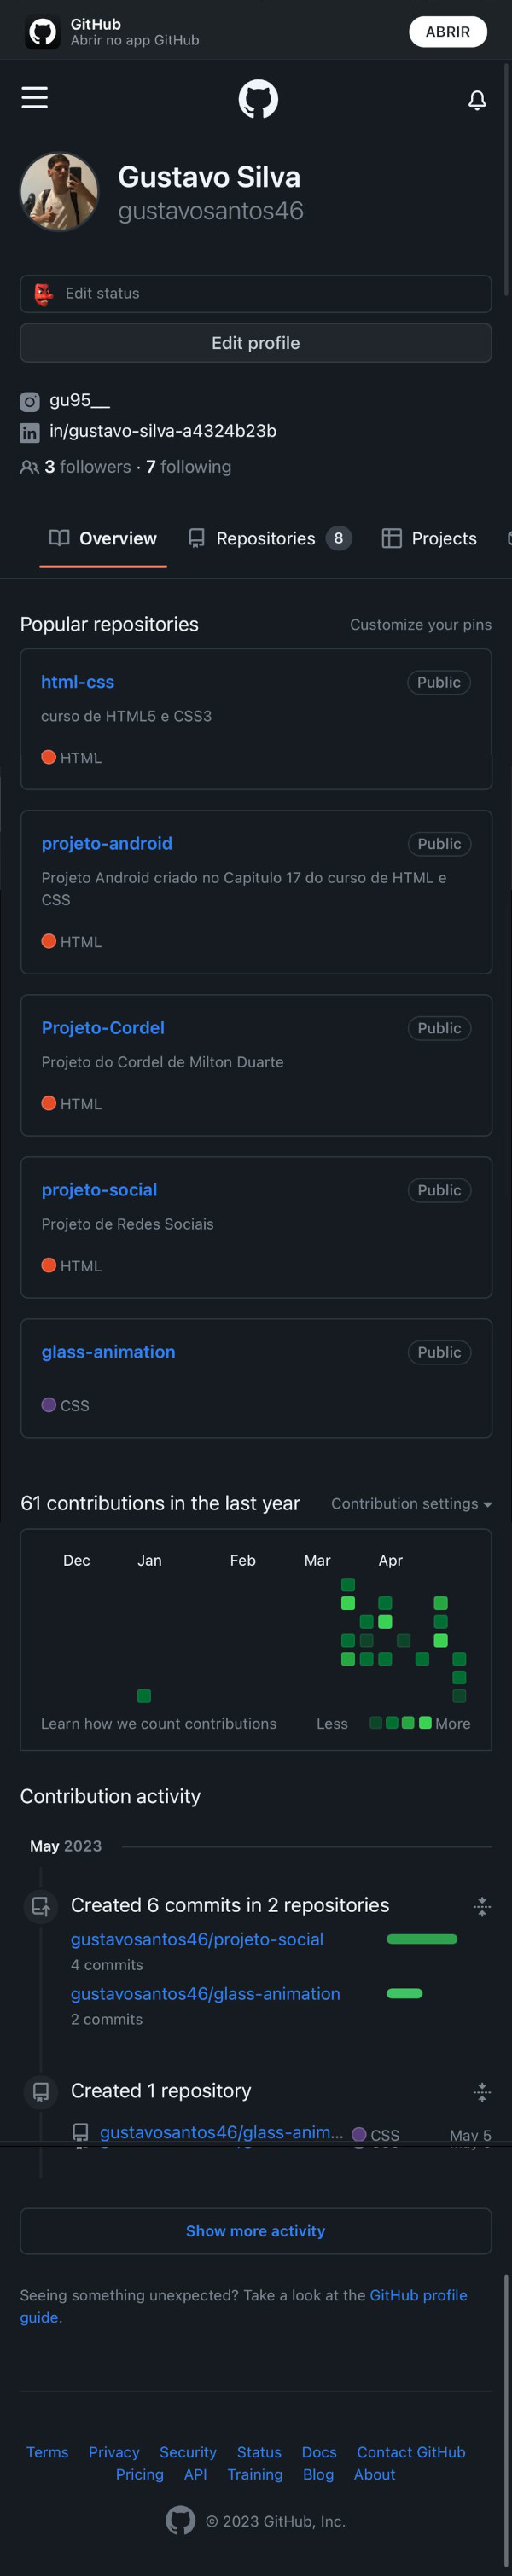 GitHub
Abrir no app GitHub
ABRIR
Gustavo Silva
gustavosantos46
Edit status
Edit profile
gu95__
in/gustavo-silva-a4324b23b
3 followers · 7 following
Overview
Repositories 8
Projects
Popular repositories
Customize your pins
html-css
Public
curso de HTML5 e CSS3
HTML
projeto-android
Public
Projeto Android criado no Capitulo 17 do curso de HTML e
CSS
HTML
Projeto-Cordel
Public
Projeto do Cordel de Milton Duarte
HTML
projeto-social
Public
Projeto de Redes Sociais
HTML
glass-animation
Public
CSS
61 contributions in the last year
Contribution settings
Dec Jan Feb Mar Apr
Learn how we count contributions
Less More
Contribution activity
May 2023
Created 6 commits in 2 repositories
gustavosantos46/projeto-social
4 commits
gustavosantos46/glass-animation
2 commits
Created 1 repository
gustavosantos46/glass-anim... CSS May 5
Show more activity
Seeing something unexpected? Take a look at the GitHub profile
guide.
Terms Privacy Security Status Docs Contact GitHub
Pricing API Training Blog About
© 2023 GitHub, Inc.